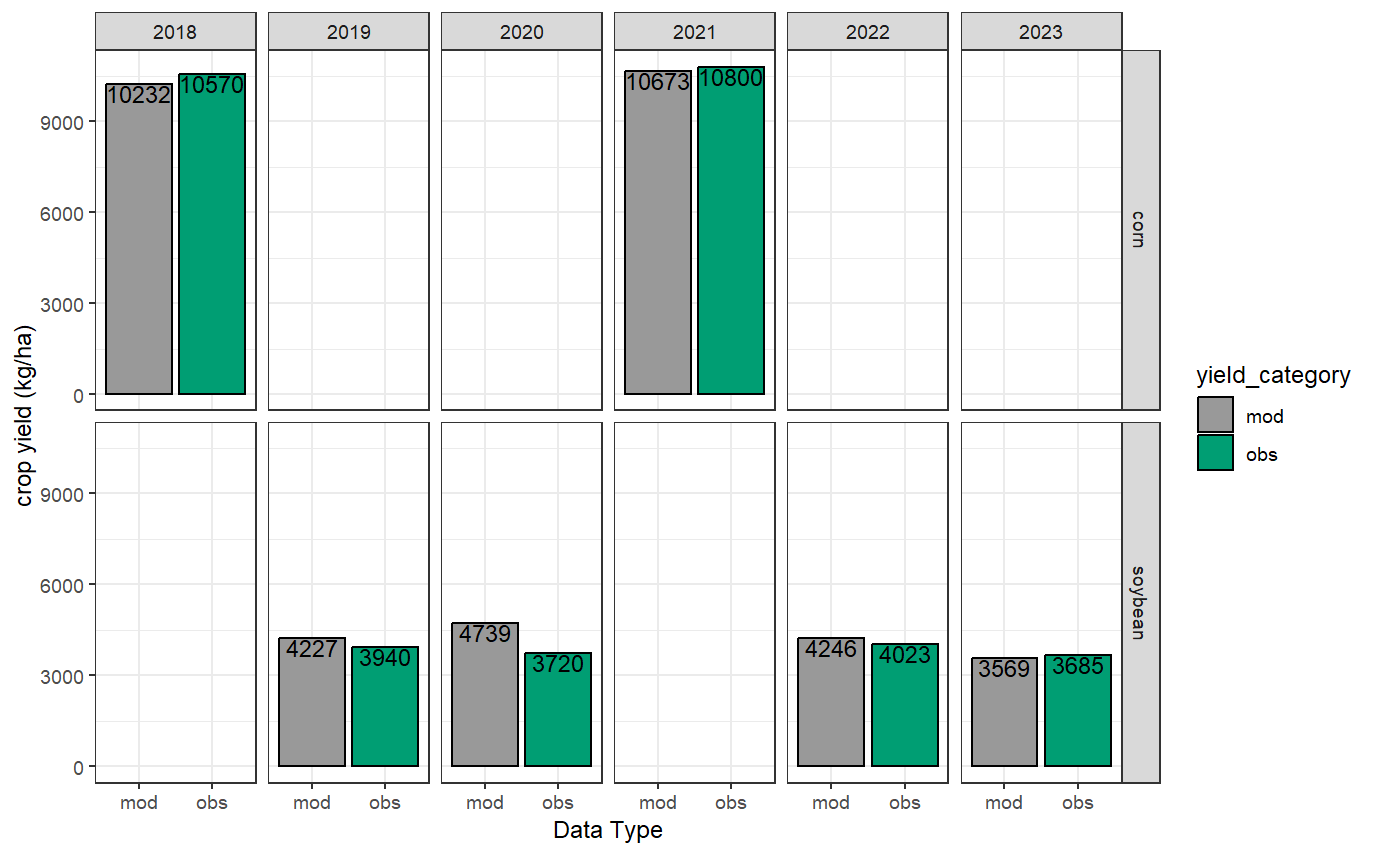 2018 2019 2020 2021 2022 2023
10232 10570 10673 10800
9000
6000
3000
0
corn
crop yield (kg/ha)
yield_category
mod
obs
9000
6000
3000
0
4227 3940 4739 3720 4246 4023 3569 3685
soybean
mod obs mod obs mod obs mod obs mod obs mod obs
Data Type